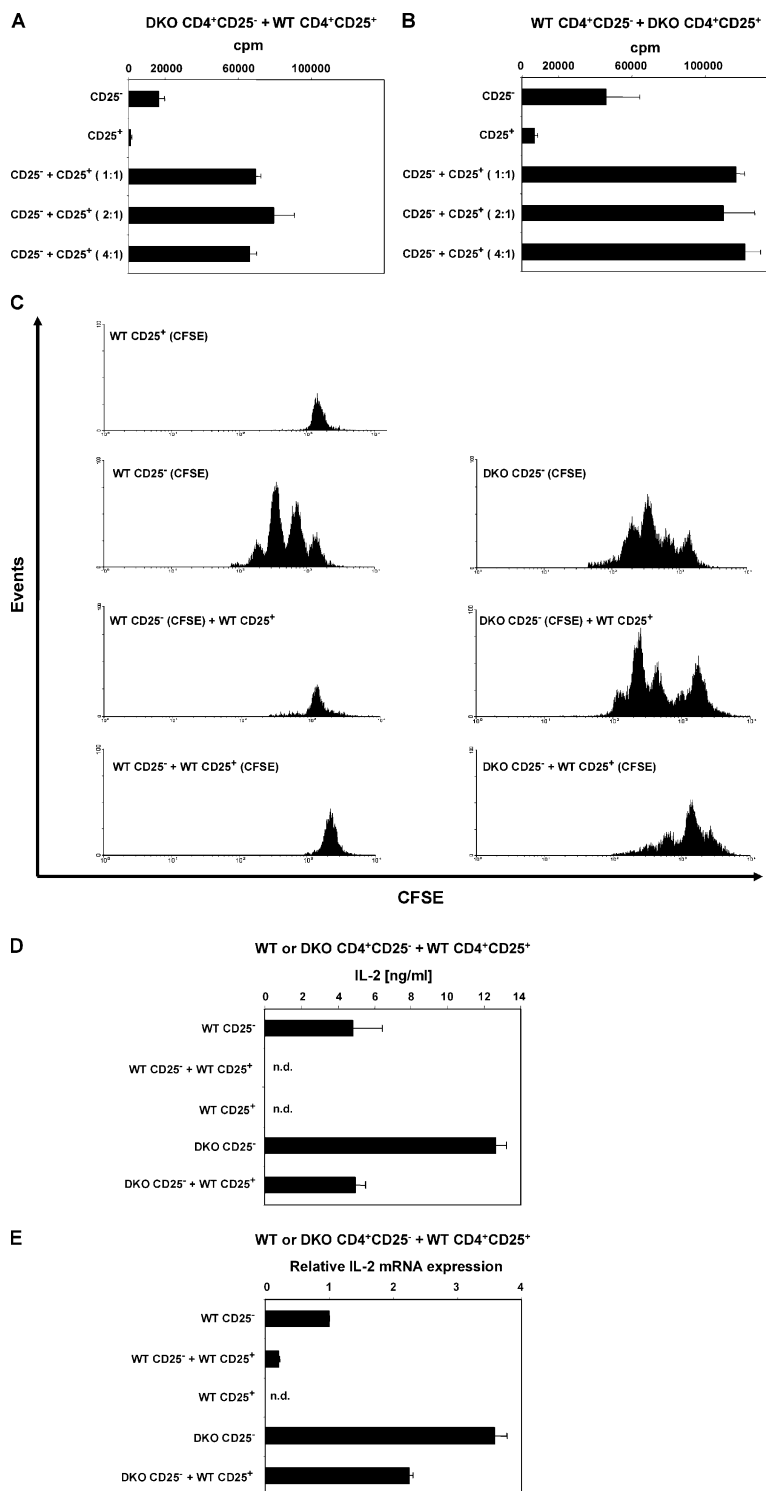 A
DKO CD4⁺CD25⁻ + WT CD4⁺CD25⁺
cpm
0 20000 60000 100000
CD25⁻
CD25⁺
CD25⁻ + CD25⁺ ( 1:1)
CD25⁻ + CD25⁺ ( 2:1)
CD25⁻ + CD25⁺ ( 4:1)
B
WT CD4⁺CD25⁻ + DKO CD4⁺CD25⁺
cpm
0 20000 60000 100000
CD25⁻
CD25⁺
CD25⁻ + CD25⁺ ( 1:1)
CD25⁻ + CD25⁺ ( 2:1)
CD25⁻ + CD25⁺ ( 4:1)
C
Events
WT CD25⁺ (CFSE)
WT CD25⁻ (CFSE)
DKO CD25⁻ (CFSE)
WT CD25⁻ (CFSE) + WT CD25⁺
DKO CD25⁻ (CFSE) + WT CD25⁺
WT CD25⁻ + WT CD25⁺ (CFSE)
DKO CD25⁻ + WT CD25⁺ (CFSE)
CFSE
D
WT or DKO CD4⁺CD25⁻ + WT CD4⁺CD25⁺
IL-2 [ng/ml]
0 2 4 6 8 10 12 14
WT CD25⁻
WT CD25⁻ + WT CD25⁺ n.d.
WT CD25⁺ n.d.
DKO CD25⁻
DKO CD25⁻ + WT CD25⁺
E
WT or DKO CD4⁺CD25⁻ + WT CD4⁺CD25⁺
Relative IL-2 mRNA expression
0 1 2 3 4
WT CD25⁻
WT CD25⁻ + WT CD25⁺
WT CD25⁺ n.d.
DKO CD25⁻
DKO CD25⁻ + WT CD25⁺